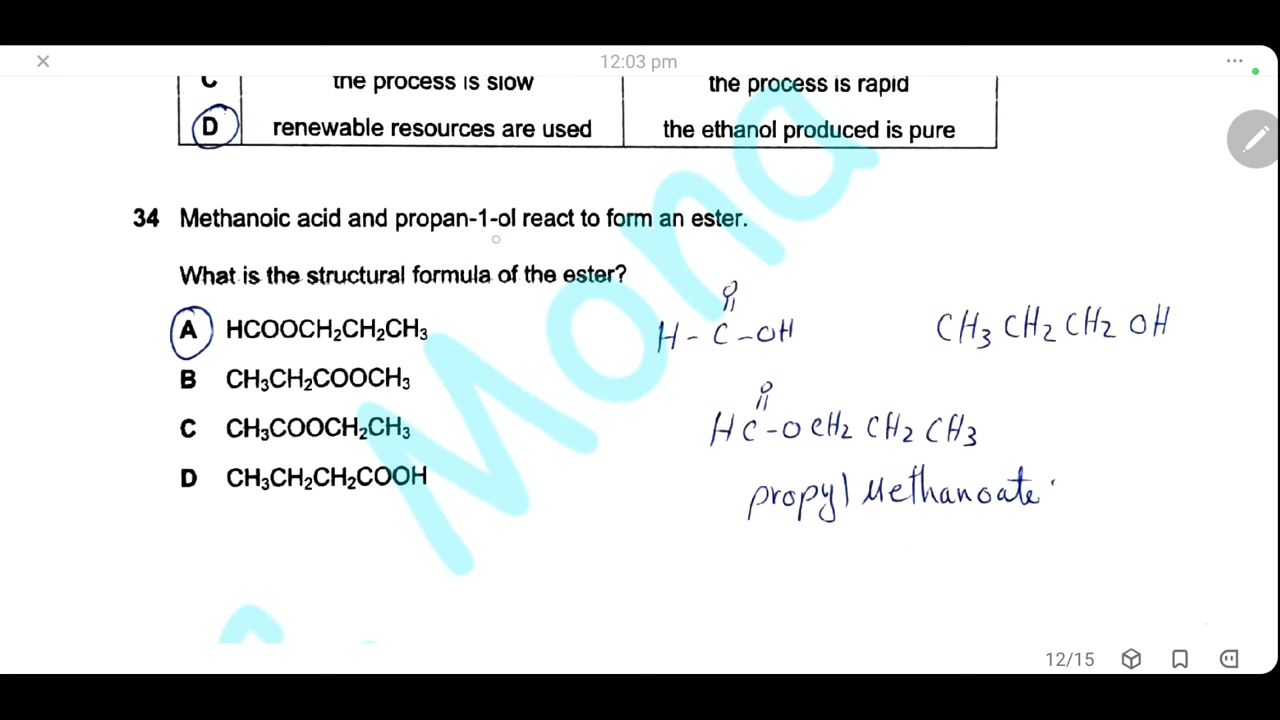 12:03 pm
C the process is slow the process is rapid
D renewable resources are used the ethanol produced is pure
34 Methanoic acid and propan-1-ol react to form an ester.
What is the structural formula of the ester?
A HCOOCH₂CH₂CH₃
B CH₃CH₂COOCH₃
C CH₃COOCH₂CH₃
D CH₃CH₂CH₂COOH
O
H - C - OH CH₃ CH₂ CH₂ OH
O
HC - O CH₂ CH₂ CH₃
propyl Methanoate
Mona
12/15